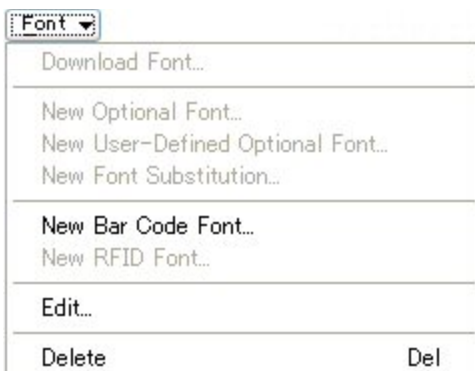 Font
Download Font...
New Optional Font...
New User-Defined Optional Font...
New Font Substitution...
New Bar Code Font...
New RFID Font...
Edit...
Delete Del